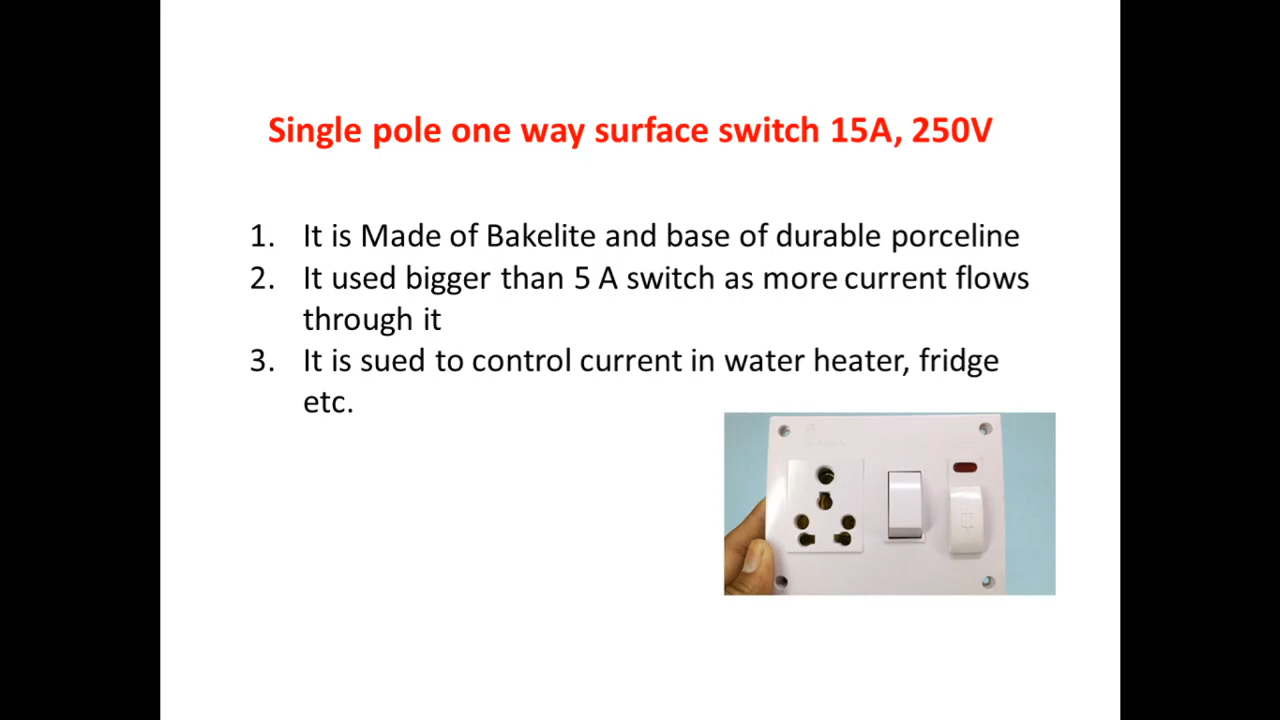 Single pole one way surface switch 15A, 250V
1. It is Made of Bakelite and base of durable porceline
2. It used bigger than 5 A switch as more current flows
through it
3. It is sued to control current in water heater, fridge
etc.